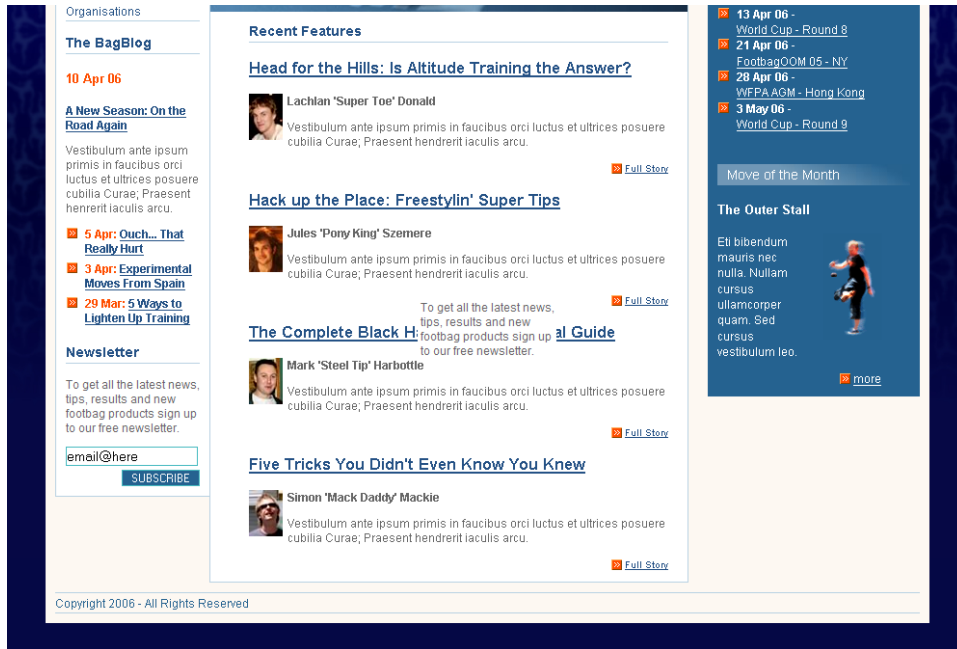 Organisations
The BagBlog
10 Apr 06
A New Season: On the
Road Again
Vestibulum ante ipsum
primis in faucibus orci
luctus et ultrices posuere
cubilia Curae; Praesent
henrerit iaculis arcu.
5 Apr: Ouch... That
Really Hurt
3 Apr: Experimental
Moves From Spain
29 Mar: 5 Ways to
Lighten Up Training
Newsletter
To get all the latest news,
tips, results and new
footbag products sign up
to our free newsletter.
email@here
SUBSCRIBE
Recent Features
Head for the Hills: Is Altitude Training the Answer?
Lachlan 'Super Toe' Donald
Vestibulum ante ipsum primis in faucibus orci luctus et ultrices posuere
cubilia Curae; Praesent hendrerit iaculis arcu.
Full Story
Hack up the Place: Freestylin' Super Tips
Jules 'Pony King' Szemere
Vestibulum ante ipsum primis in faucibus orci luctus et ultrices posuere
cubilia Curae; Praesent hendrerit iaculis arcu.
Full Story
To get all the latest news,
tips, results and new
footbag products sign up
to our free newsletter.
The Complete Black Guide
Mark 'Steel Tip' Harbottle
Vestibulum ante ipsum primis in faucibus orci luctus et ultrices posuere
cubilia Curae; Praesent hendrerit iaculis arcu.
Full Story
Five Tricks You Didn't Even Know You Knew
Simon 'Mack Daddy' Mackie
Vestibulum ante ipsum primis in faucibus orci luctus et ultrices posuere
cubilia Curae; Praesent hendrerit iaculis arcu.
Full Story
13 Apr 06 -
World Cup - Round 8
21 Apr 06 -
FootbagOOM 05 - NY
28 Apr 06 -
WFPA AGM - Hong Kong
3 May 06 -
World Cup - Round 9
Move of the Month
The Outer Stall
Eti bibendum
mauris nec
nulla. Nullam
cursus
ullamcorper
quam. Sed
cursus
vestibulum leo.
more
Copyright 2006 - All Rights Reserved